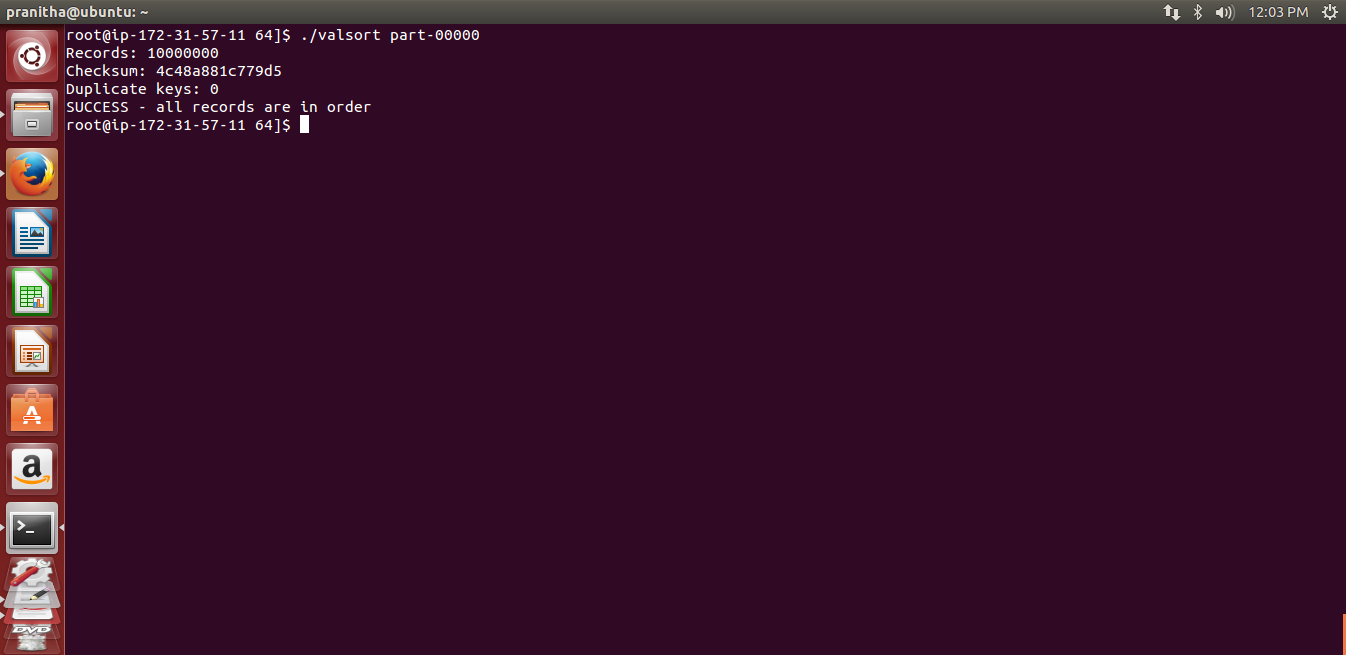 pranitha@ubuntu: ~
12:03 PM
root@ip-172-31-57-11 64]$ ./valsort part-00000
Records: 10000000
Checksum: 4c48a881c779d5
Duplicate keys: 0
SUCCESS - all records are in order
root@ip-172-31-57-11 64]$
A
a
>_
DVD